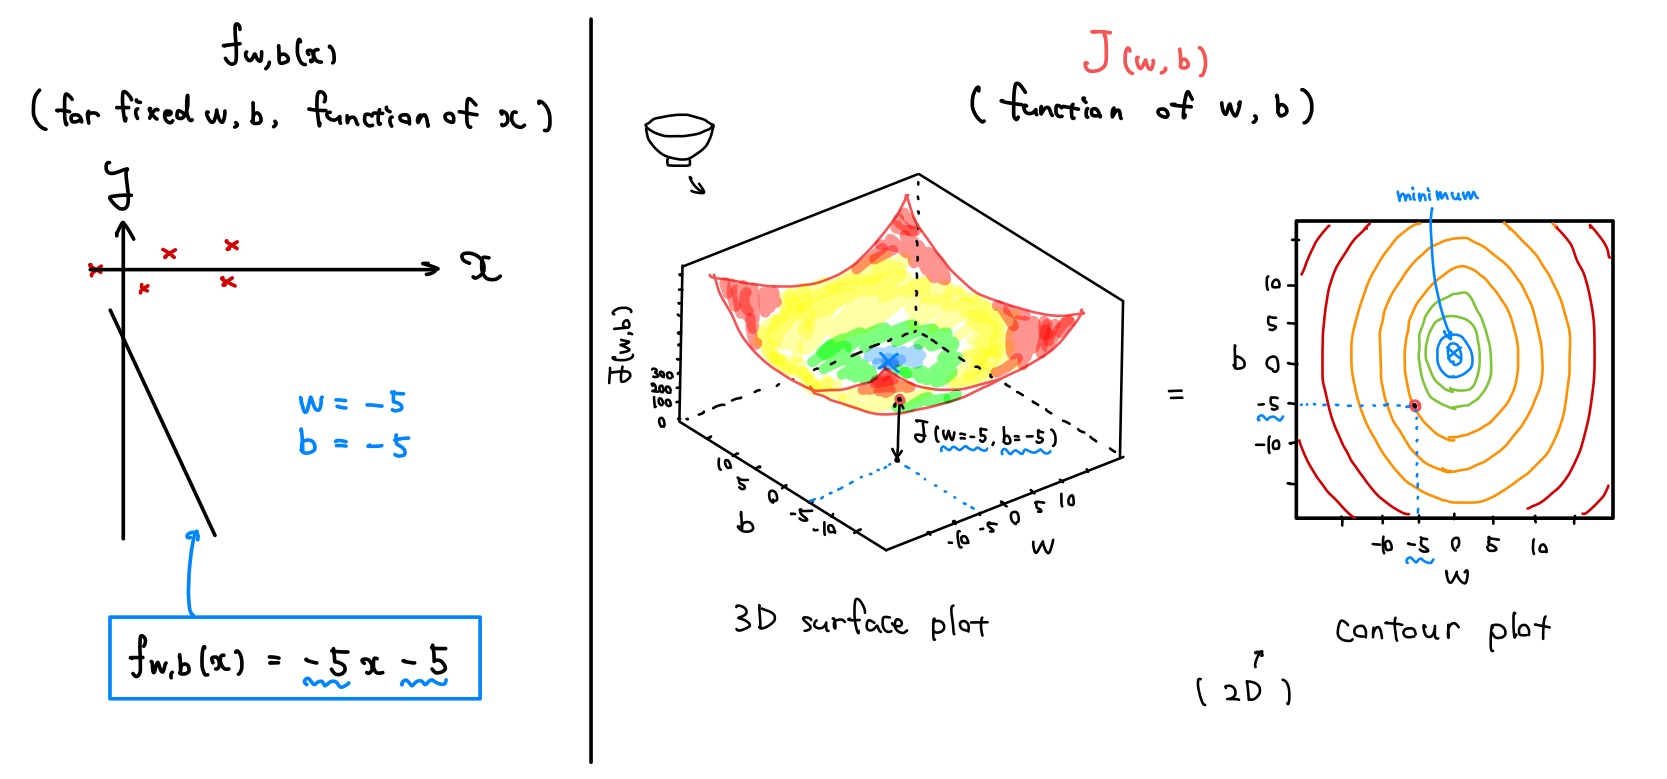 fw,b(x)
(for fixed w, b, function of x)
y
x
w = -5
b = -5
fw,b(x) = -5x -5
J(w,b)
(function of w, b)
J(w,b)
300
200
100
0
10
5
0
-5
-10
b
-10
-5
0
5
10
w
J(w=-5, b=-5)
3D surface plot
=
minimum
10
5
b 0
-5
-10
-10 -5 0 5 10
w
contour plot
(2D)